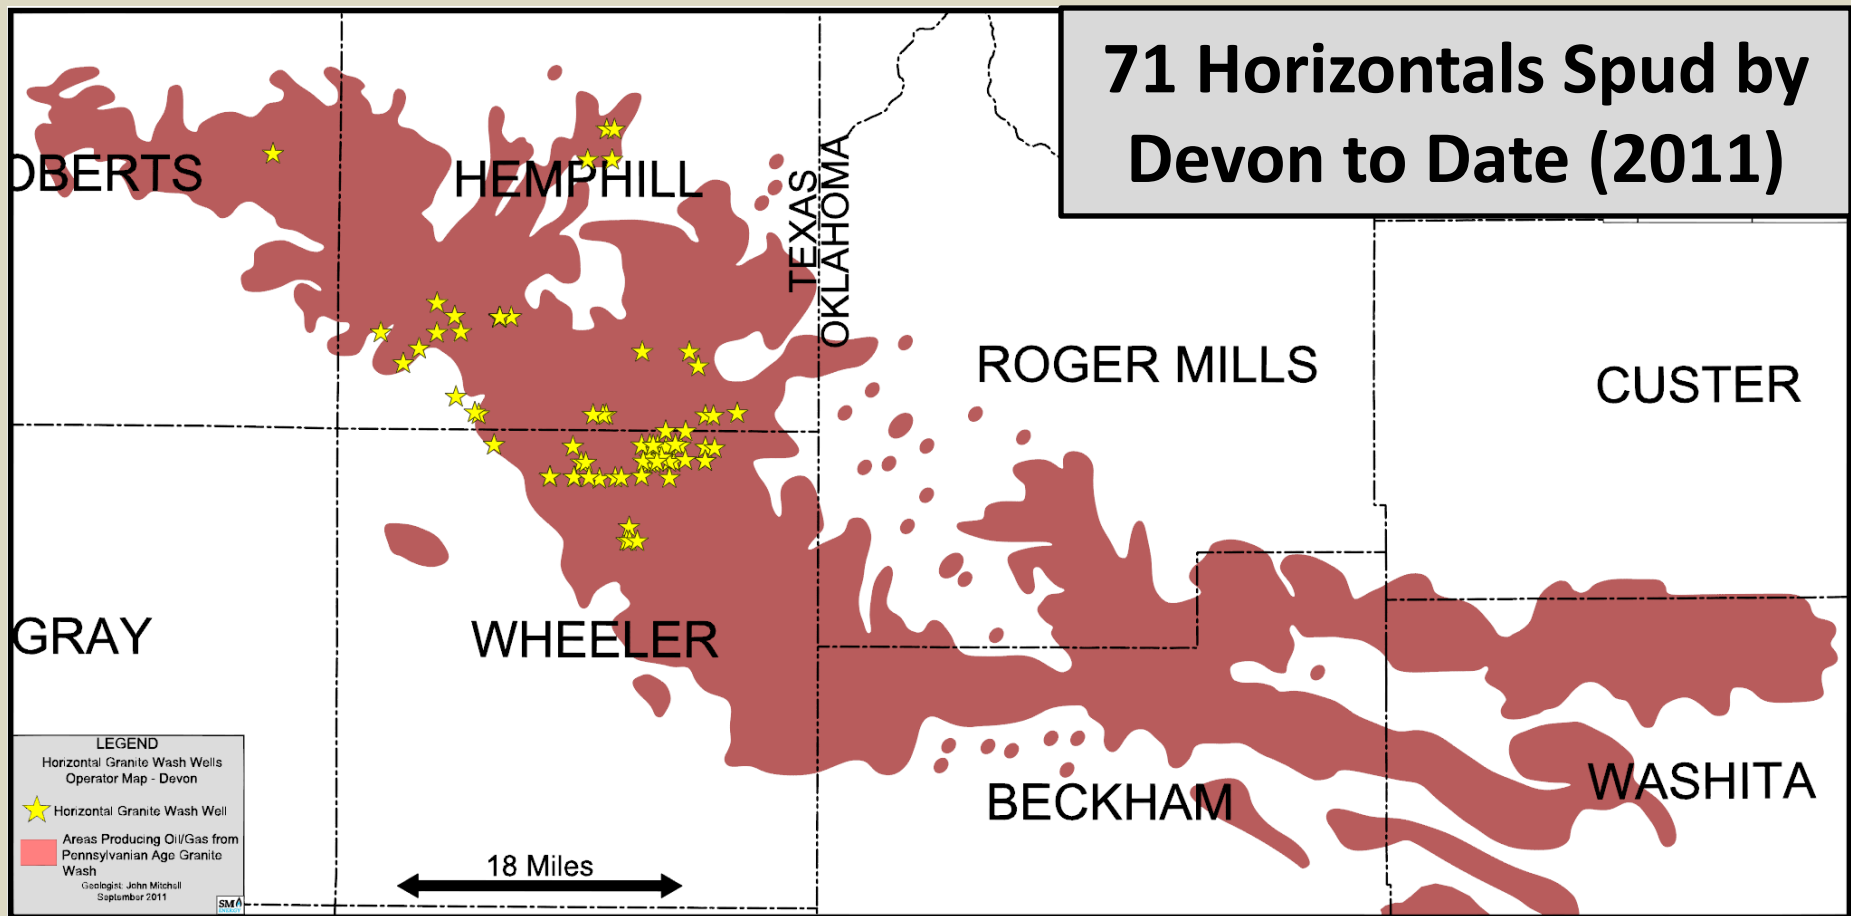 71 Horizontals Spud by
Devon to Date (2011)
OBERTS
HEMPHILL
TEXAS
OKLAHOMA
ROGER MILLS
CUSTER
GRAY
WHEELER
BECKHAM
WASHITA
18 Miles
LEGEND
Horizontal Granite Wash Wells
Operator Map - Devon
Horizontal Granite Wash Well
Areas Producing Oil/Gas from
Pennsylvanian Age Granite
Wash
Geologist: John Mitchell
September 2011
SM
ENERGY